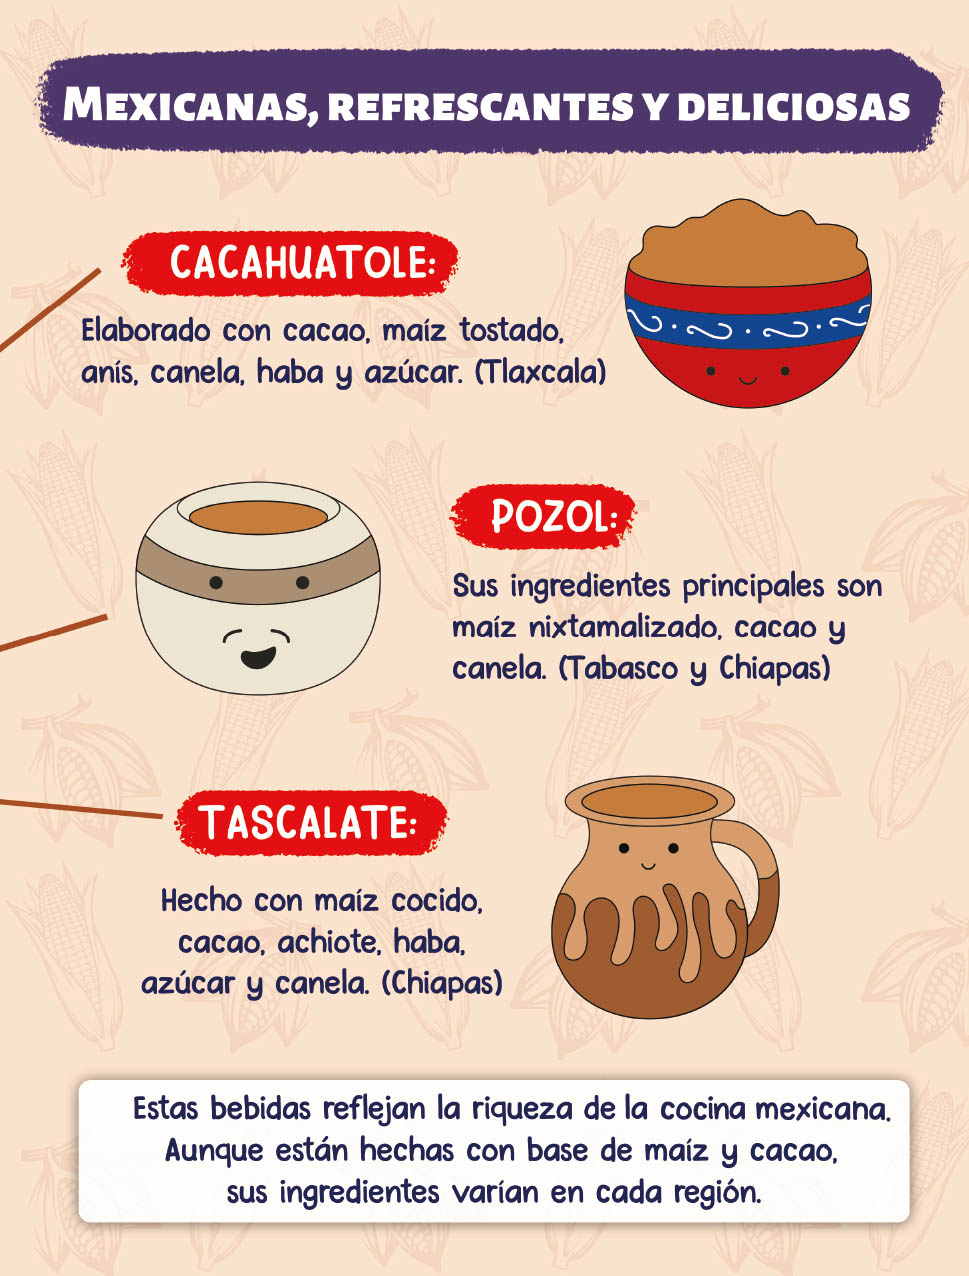 Mexicanas, refrescantes y deliciosas
CACAHUATOLE:
Elaborado con cacao, maíz tostado,
anís, canela, haba y azúcar. (Tlaxcala)
POZOL:
Sus ingredientes principales son
maíz nixtamalizado, cacao y
canela. (Tabasco y Chiapas)
TASCALATE:
Hecho con maíz cocido,
cacao, achiote, haba,
azúcar y canela. (Chiapas)
Estas bebidas reflejan la riqueza de la cocina mexicana.
Aunque están hechas con base de maíz y cacao,
sus ingredientes varían en cada región.